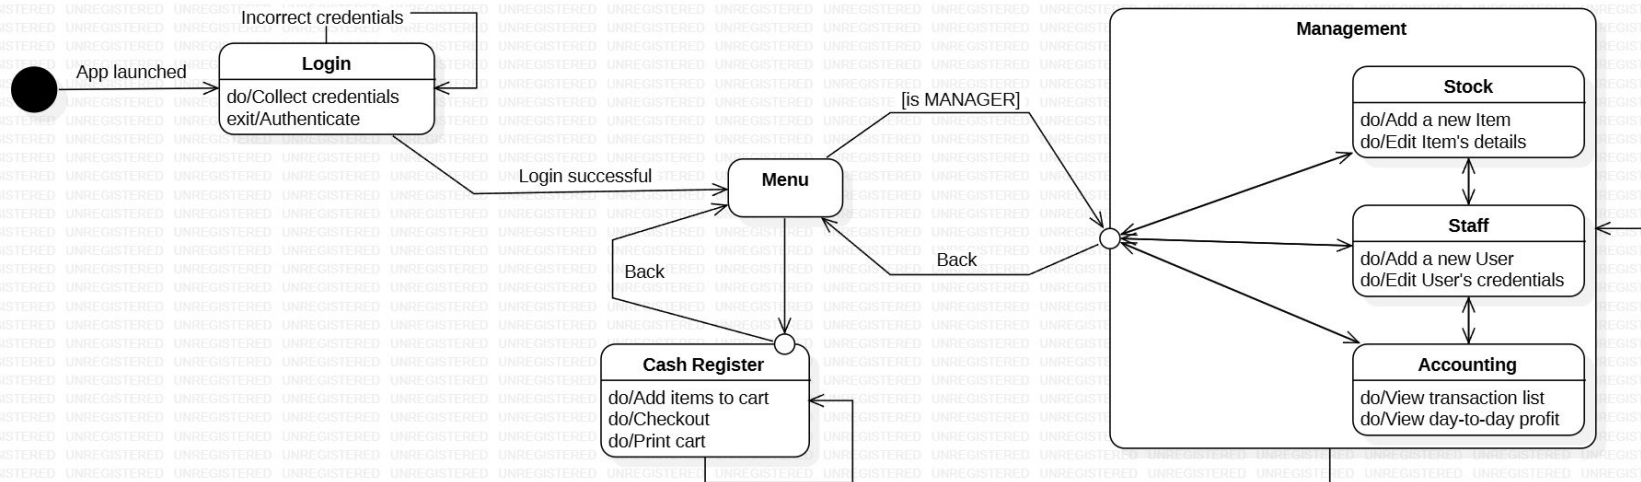 Incorrect credentials
App launched
Login
do/Collect credentials
exit/Authenticate
Login successful
Menu
[is MANAGER]
Back
Back
Cash Register
do/Add items to cart
do/Checkout
do/Print cart
Management
Stock
do/Add a new Item
do/Edit Item's details
Staff
do/Add a new User
do/Edit User's credentials
Accounting
do/View transaction list
do/View day-to-day profit
UNREGISTERED